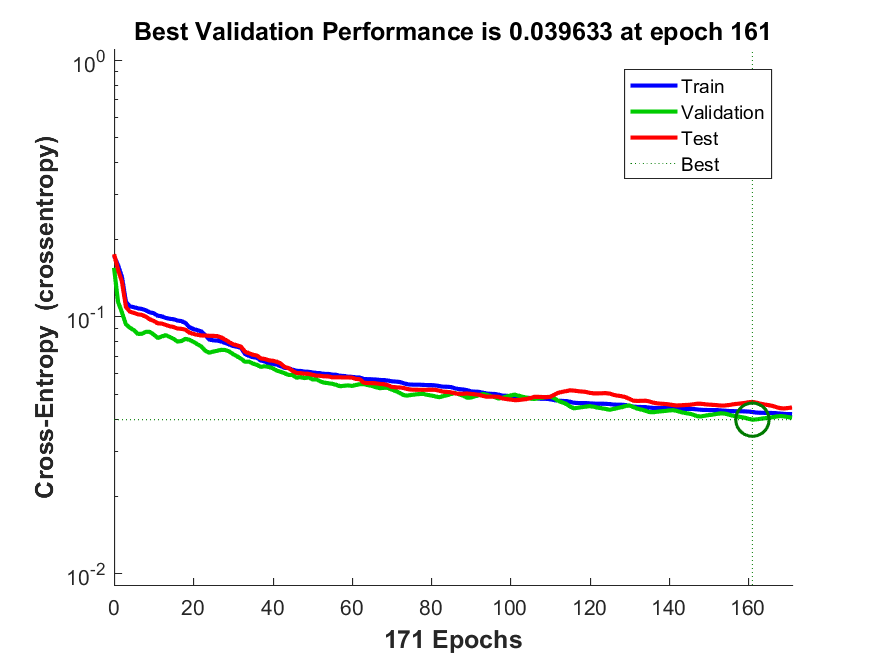 Best Validation Performance is 0.039633 at epoch 161
Cross-Entropy (crossentropy)
10^0
10^-1
10^-2
Train
Validation
Test
Best
0 20 40 60 80 100 120 140 160
171 Epochs